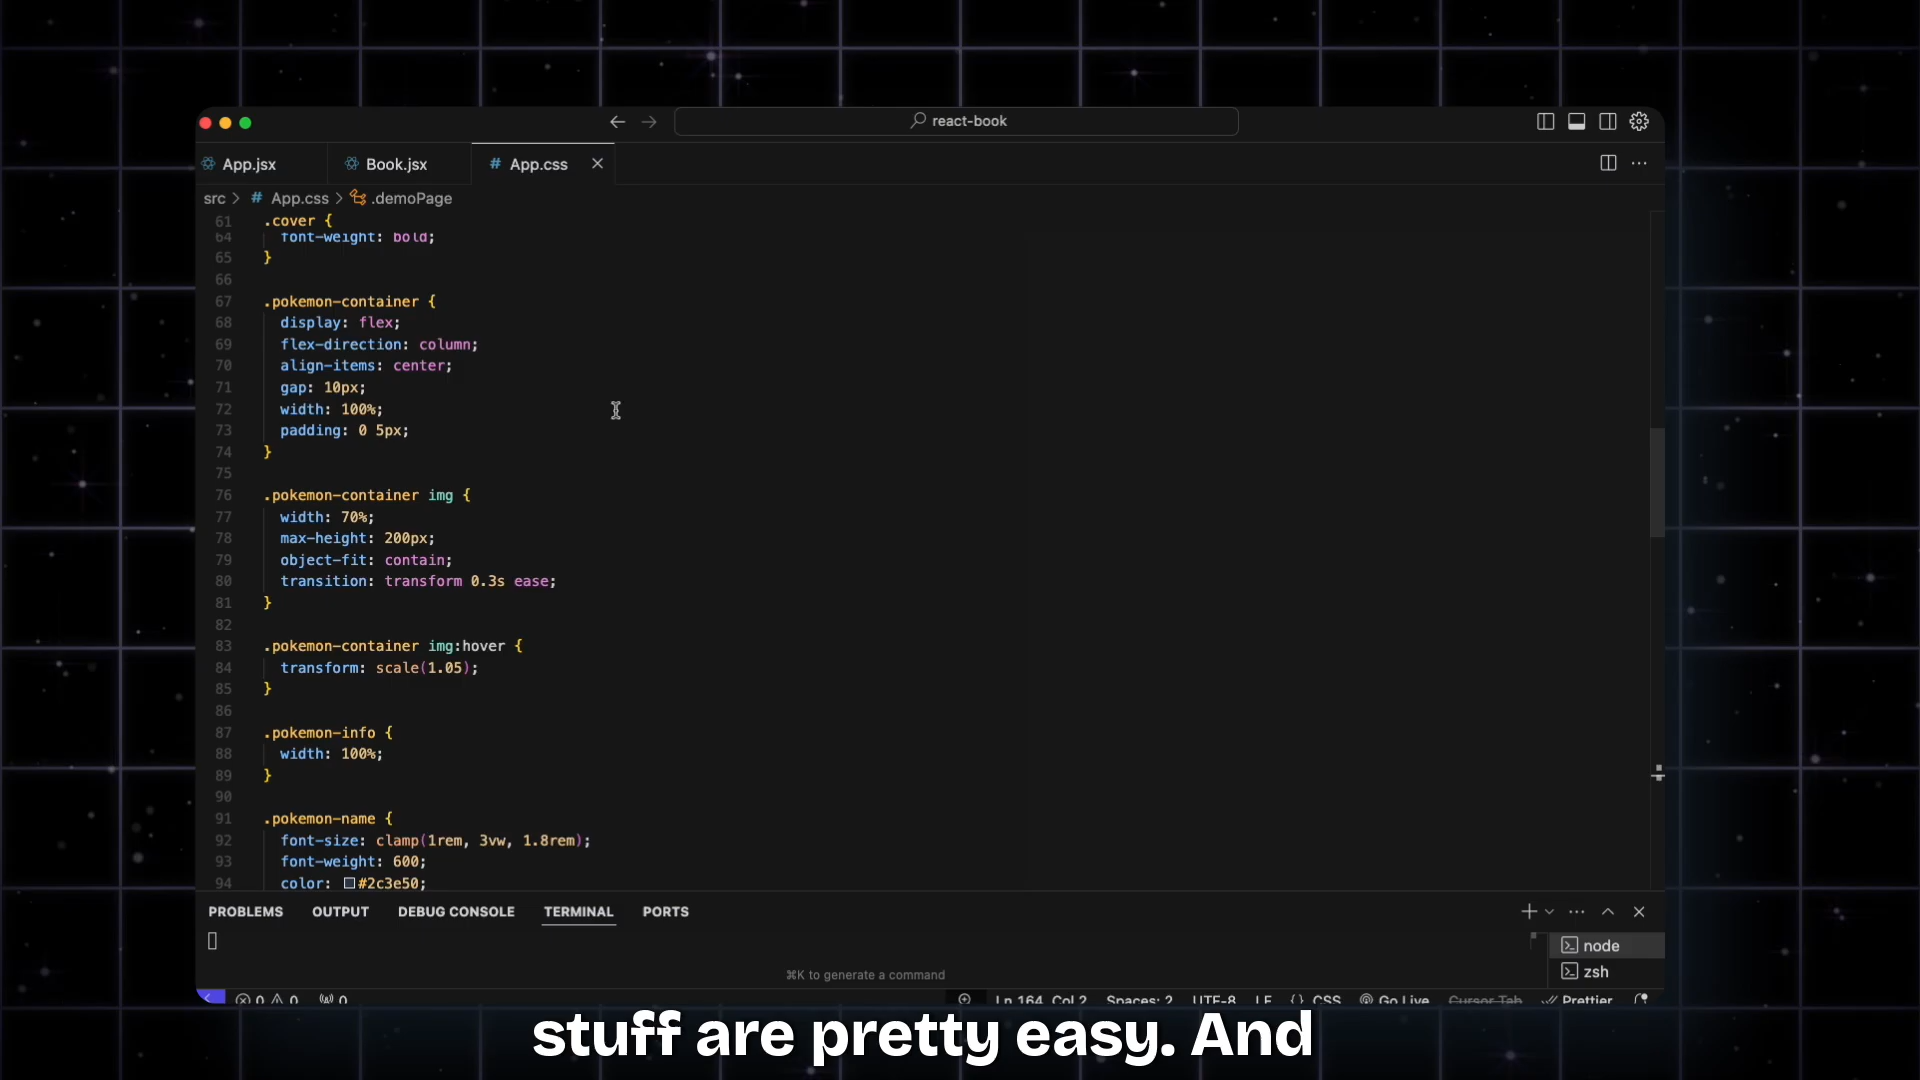 react-book
App.jsx
Book.jsx
# App.css
src > # App.css > .demoPage
61 .cover {
64 font-weight: bold;
65 }
66
67 .pokemon-container {
68 display: flex;
69 flex-direction: column;
70 align-items: center;
71 gap: 10px;
72 width: 100%;
73 padding: 0 5px;
74 }
75
76 .pokemon-container img {
77 width: 70%;
78 max-height: 200px;
79 object-fit: contain;
80 transition: transform 0.3s ease;
81 }
82
83 .pokemon-container img:hover {
84 transform: scale(1.05);
85 }
86
87 .pokemon-info {
88 width: 100%;
89 }
90
91 .pokemon-name {
92 font-size: clamp(1rem, 3vw, 1.8rem);
93 font-weight: 600;
94 color: #2c3e50;
PROBLEMS OUTPUT DEBUG CONSOLE TERMINAL PORTS
node
⌘K to generate a command
zsh
0 0 0 Ln 164, Col 2 Spaces: 2 UTF-8 LF {} CSS Go Live Cursor Tab Prettier
stuff are pretty easy. And